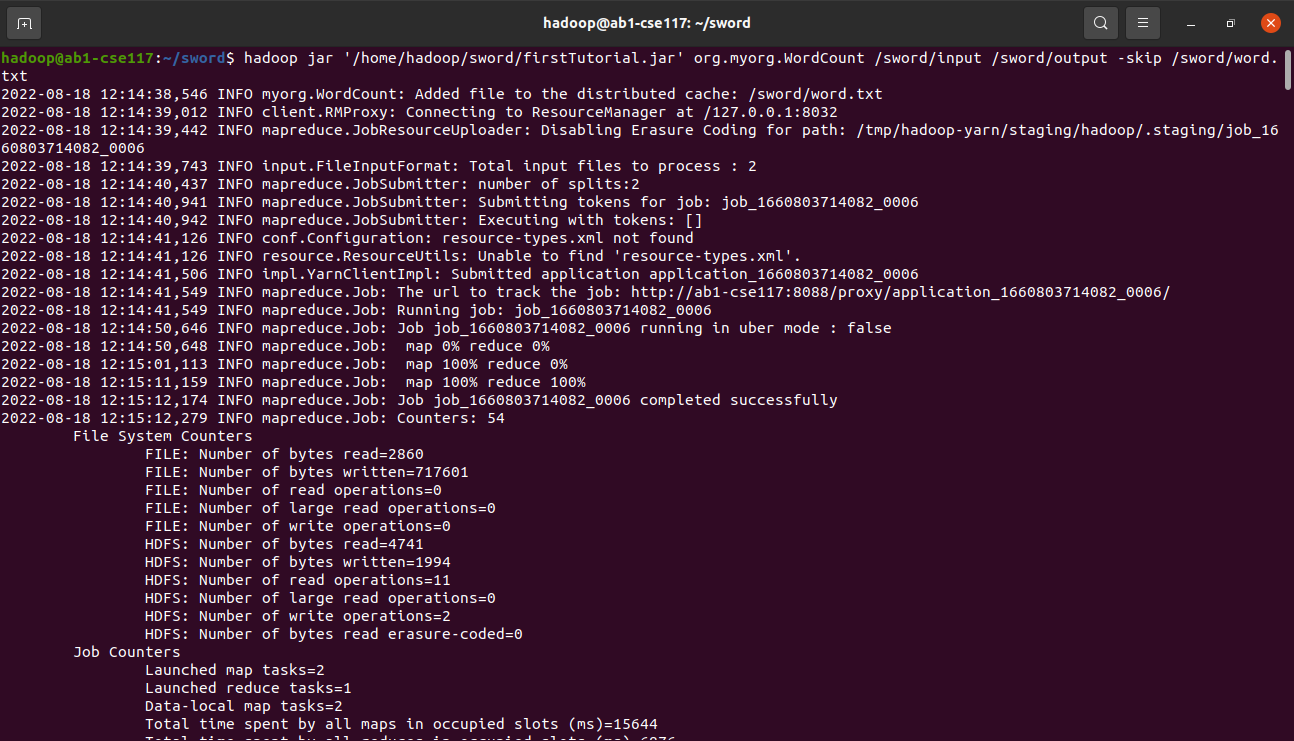 hadoop@ab1-cse117: ~/sword
hadoop@ab1-cse117:~/sword$ hadoop jar '/home/hadoop/sword/firstTutorial.jar' org.myorg.WordCount /sword/input /sword/output -skip /sword/word.
txt
2022-08-18 12:14:38,546 INFO myorg.WordCount: Added file to the distributed cache: /sword/word.txt
2022-08-18 12:14:39,012 INFO client.RMProxy: Connecting to ResourceManager at /127.0.0.1:8032
2022-08-18 12:14:39,442 INFO mapreduce.JobResourceUploader: Disabling Erasure Coding for path: /tmp/hadoop-yarn/staging/hadoop/.staging/job_16
60803714082_0006
2022-08-18 12:14:39,743 INFO input.FileInputFormat: Total input files to process : 2
2022-08-18 12:14:40,437 INFO mapreduce.JobSubmitter: number of splits:2
2022-08-18 12:14:40,941 INFO mapreduce.JobSubmitter: Submitting tokens for job: job_1660803714082_0006
2022-08-18 12:14:40,942 INFO mapreduce.JobSubmitter: Executing with tokens: []
2022-08-18 12:14:41,126 INFO conf.Configuration: resource-types.xml not found
2022-08-18 12:14:41,126 INFO resource.ResourceUtils: Unable to find 'resource-types.xml'.
2022-08-18 12:14:41,506 INFO impl.YarnClientImpl: Submitted application application_1660803714082_0006
2022-08-18 12:14:41,549 INFO mapreduce.Job: The url to track the job: http://ab1-cse117:8088/proxy/application_1660803714082_0006/
2022-08-18 12:14:41,549 INFO mapreduce.Job: Running job: job_1660803714082_0006
2022-08-18 12:14:50,646 INFO mapreduce.Job: Job job_1660803714082_0006 running in uber mode : false
2022-08-18 12:14:50,648 INFO mapreduce.Job:  map 0% reduce 0%
2022-08-18 12:15:01,113 INFO mapreduce.Job:  map 100% reduce 0%
2022-08-18 12:15:11,159 INFO mapreduce.Job:  map 100% reduce 100%
2022-08-18 12:15:12,174 INFO mapreduce.Job: Job job_1660803714082_0006 completed successfully
2022-08-18 12:15:12,279 INFO mapreduce.Job: Counters: 54
File System Counters
FILE: Number of bytes read=2860
FILE: Number of bytes written=717601
FILE: Number of read operations=0
FILE: Number of large read operations=0
FILE: Number of write operations=0
HDFS: Number of bytes read=4741
HDFS: Number of bytes written=1994
HDFS: Number of read operations=11
HDFS: Number of large read operations=0
HDFS: Number of write operations=2
HDFS: Number of bytes read erasure-coded=0
Job Counters
Launched map tasks=2
Launched reduce tasks=1
Data-local map tasks=2
Total time spent by all maps in occupied slots (ms)=15644